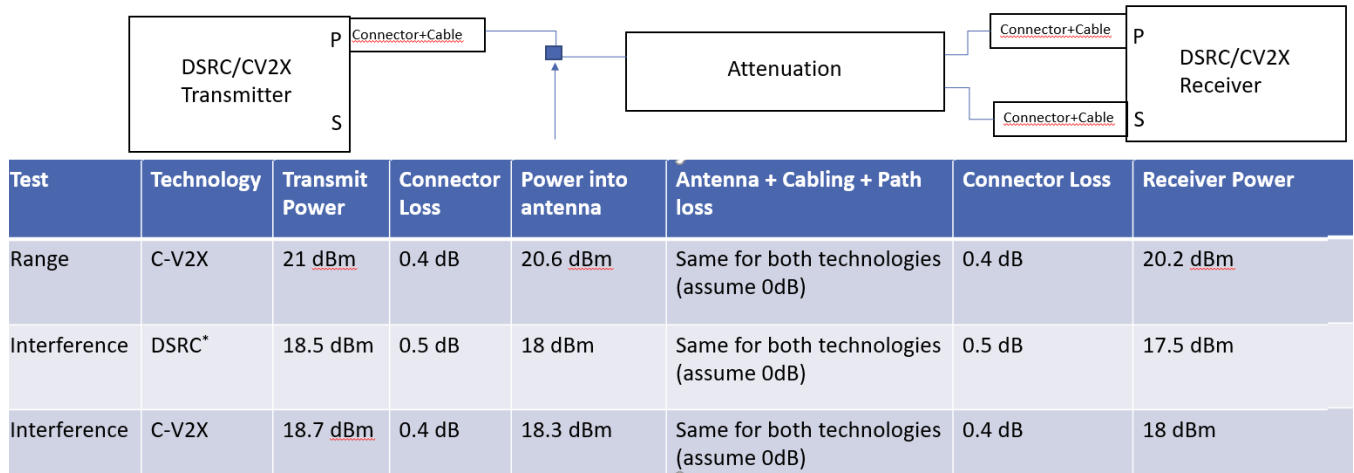 P
Connector+Cable
DSRC/CV2X
Transmitter
S
Attenuation
Connector+Cable
P
DSRC/CV2X
Receiver
Connector+Cable
S
Test Technology Transmit Power Connector Loss Power into antenna Antenna + Cabling + Path loss Connector Loss Receiver Power
Range C-V2X 21 dBm 0.4 dB 20.6 dBm Same for both technologies (assume 0dB) 0.4 dB 20.2 dBm
Interference DSRC* 18.5 dBm 0.5 dB 18 dBm Same for both technologies (assume 0dB) 0.5 dB 17.5 dBm
Interference C-V2X 18.7 dBm 0.4 dB 18.3 dBm Same for both technologies (assume 0dB) 0.4 dB 18 dBm